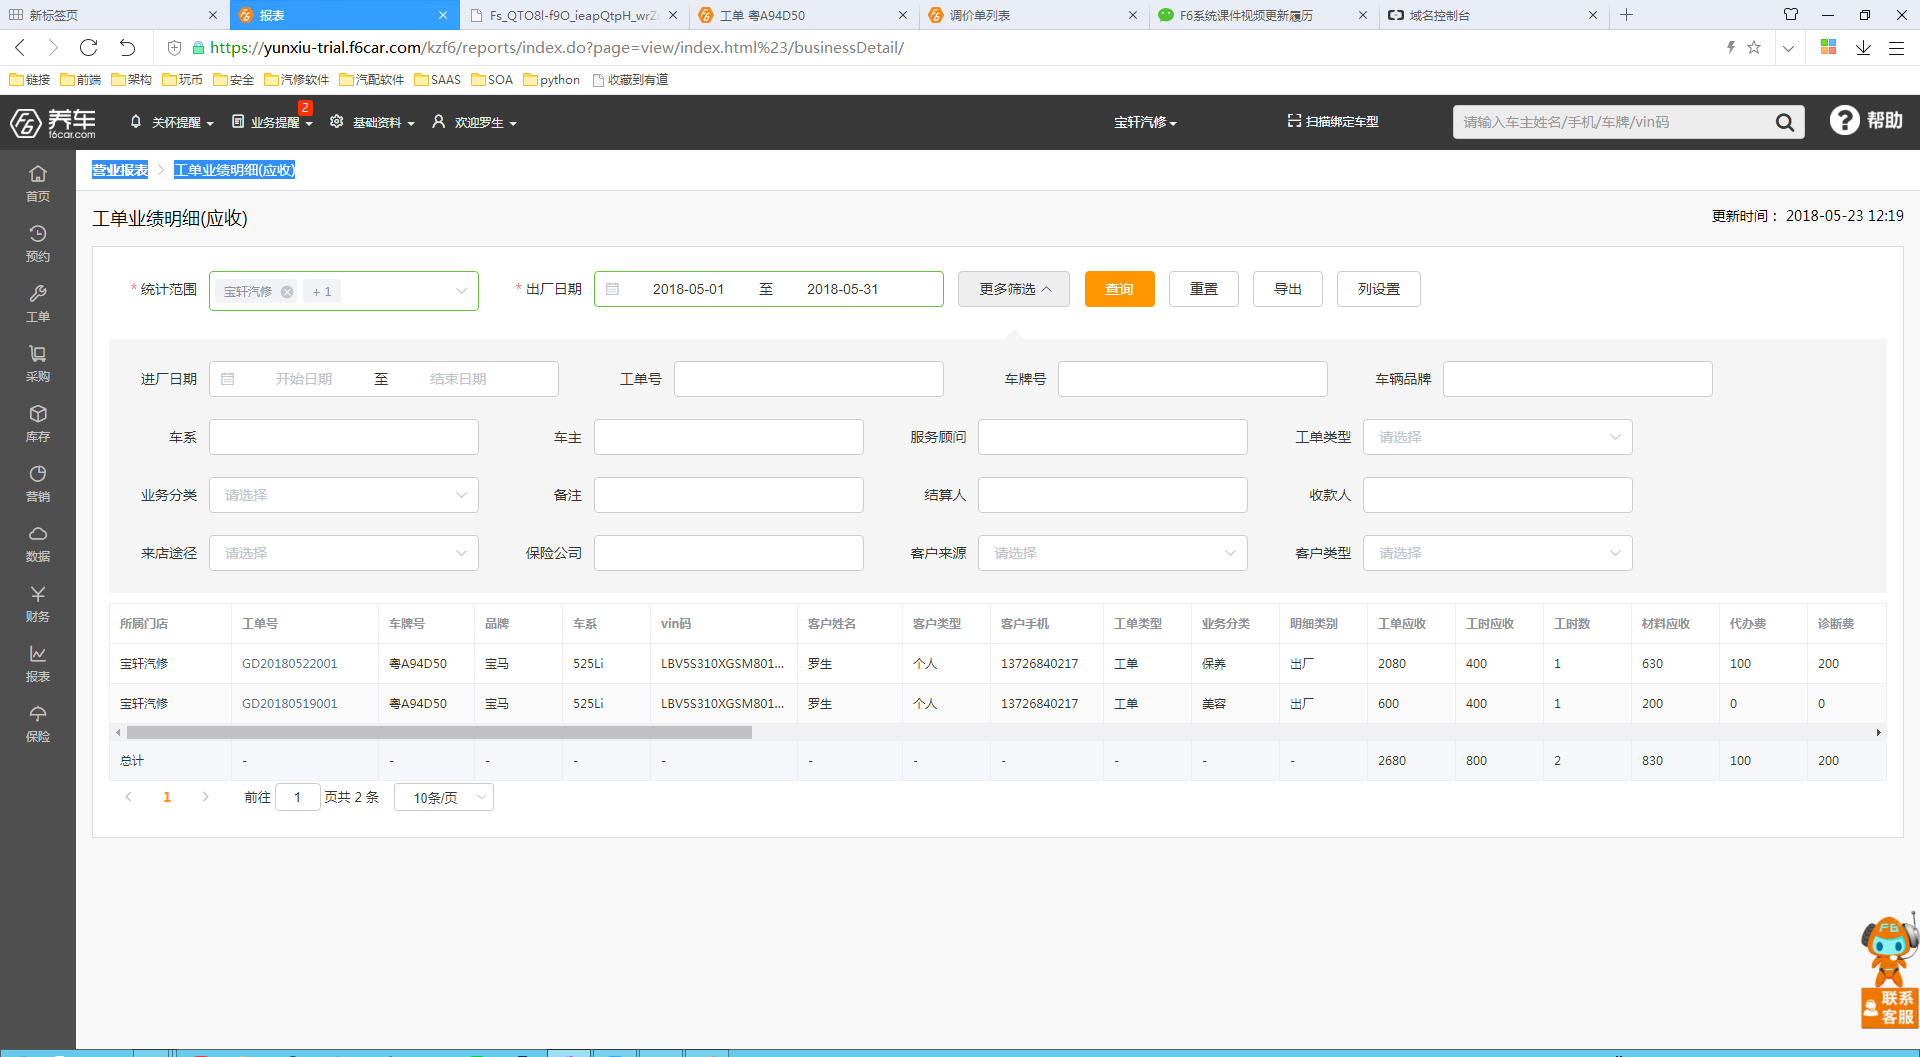 新标签页
报表
Fs_QTO8l-f9O_ieapQtpH_wrZ
工单 粤A94D50
调价单列表
F6系统课件视频更新履历
域名控制台
https://yunxiu-trial.f6car.com/kzf6/reports/index.do?page=view/index.html%23/businessDetail/
链接 前端 架构 玩币 安全 汽修软件 汽配软件 SAAS SOA python 收藏到有道
养车
f6car.com
关怀提醒
业务提醒
2
基础资料
欢迎罗生
宝轩汽修
扫描绑定车型
请输入车主姓名/手机/车牌/vin码
帮助
首页
预约
工单
采购
库存
营销
数据
财务
报表
保险
营业报表 > 工单业绩明细(应收)
工单业绩明细(应收)
更新时间： 2018-05-23 12:19
* 统计范围 宝轩汽修 + 1 * 出厂日期 2018-05-01 至 2018-05-31 更多筛选 查询 重置 导出 列设置
进厂日期 开始日期 至 结束日期 工单号 车牌号 车辆品牌
车系 车主 服务顾问 工单类型 请选择
业务分类 请选择 备注 结算人 收款人
来店途径 请选择 保险公司 客户来源 请选择 客户类型 请选择
所属门店 工单号 车牌号 品牌 车系 vin码 客户姓名 客户类型 客户手机 工单类型 业务分类 明细类别 工单应收 工时应收 工时数 材料应收 代办费 诊断费
宝轩汽修 GD20180522001 粤A94D50 宝马 525Li LBV5S310XGSM801... 罗生 个人 13726840217 工单 保养 出厂 2080 400 1 630 100 200
宝轩汽修 GD20180519001 粤A94D50 宝马 525Li LBV5S310XGSM801... 罗生 个人 13726840217 工单 美容 出厂 600 400 1 200 0 0
总计 - - - - - - - - - - - 2680 800 2 830 100 200
1 前往 1 页共 2 条 10条/页
F6
联系
客服